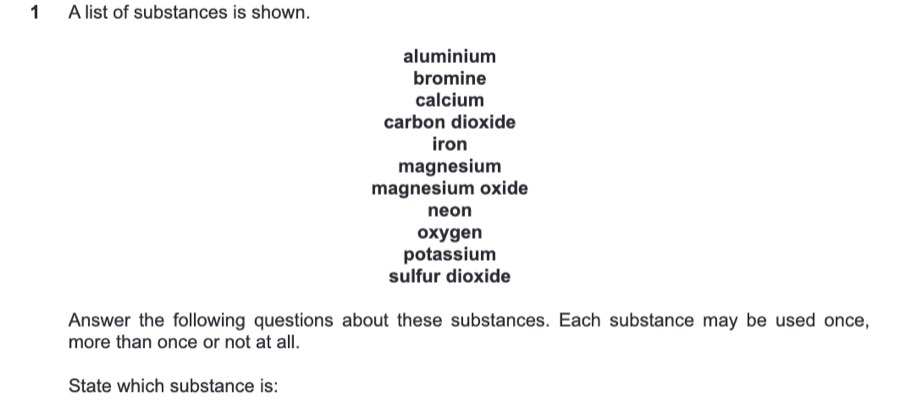 1 A list of substances is shown.
aluminium
bromine
calcium
carbon dioxide
iron
magnesium
magnesium oxide
neon
oxygen
potassium
sulfur dioxide
Answer the following questions about these substances. Each substance may be used once,
more than once or not at all.
State which substance is: